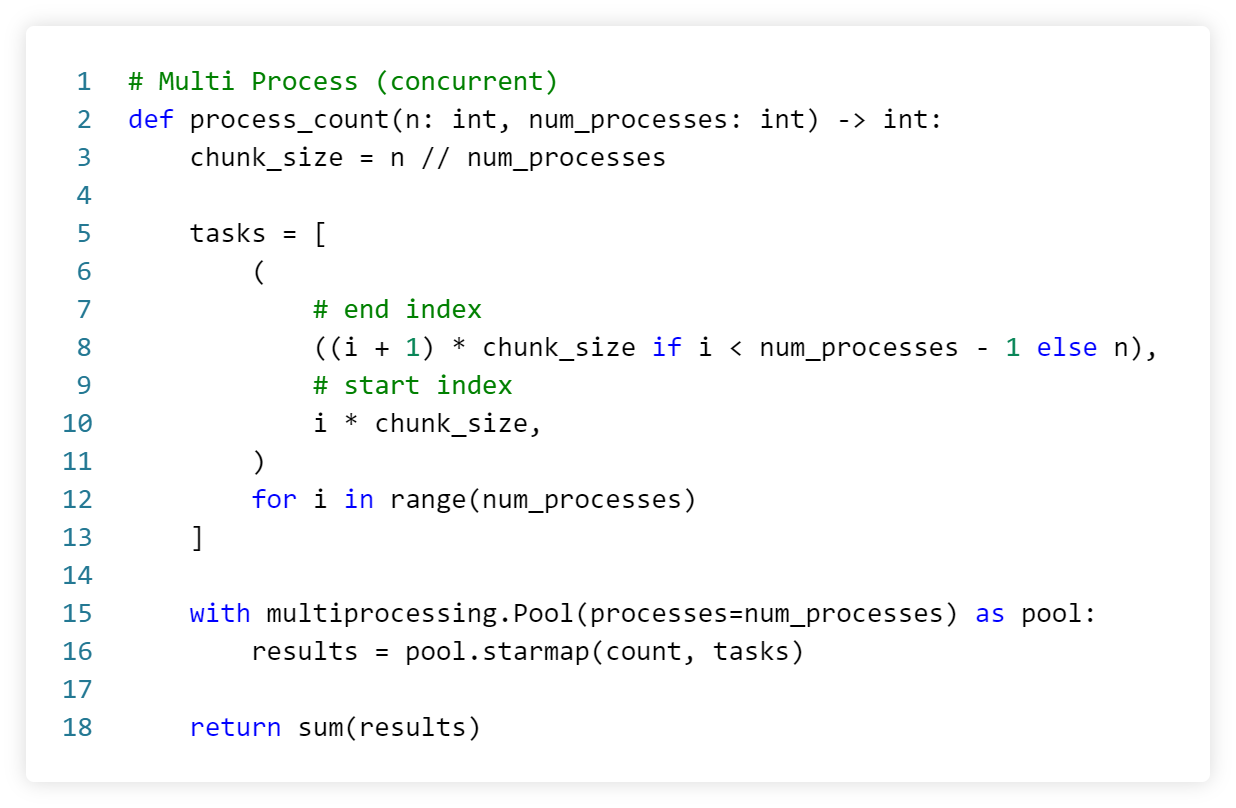 1 # Multi Process (concurrent)
2 def process_count(n: int, num_processes: int) -> int:
3     chunk_size = n // num_processes
4
5     tasks = [
6         (
7             # end index
8             ((i + 1) * chunk_size if i < num_processes - 1 else n),
9             # start index
10             i * chunk_size,
11         )
12         for i in range(num_processes)
13     ]
14
15     with multiprocessing.Pool(processes=num_processes) as pool:
16         results = pool.starmap(count, tasks)
17
18     return sum(results)